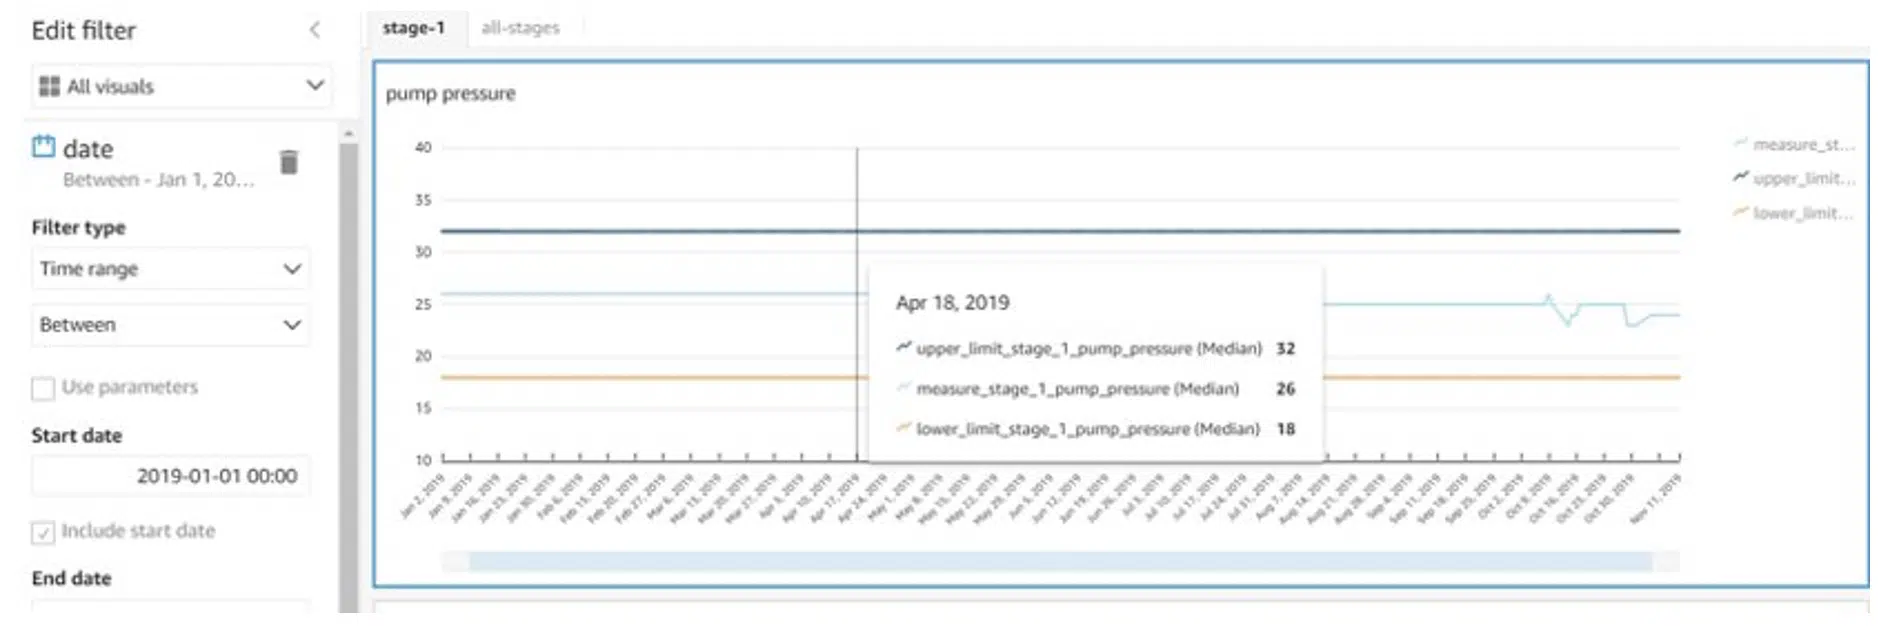 Edit filter
All visuals
date
Between - Jan 1, 20...
Filter type
Time range
Between
Use parameters
Start date
2019-01-01 00:00
Include start date
End date
stage-1
all-stages
pump pressure
40
35
30
25
20
15
10
Apr 18, 2019
upper_limit_stage_1_pump_pressure (Median) 32
measure_stage_1_pump_pressure (Median) 26
lower_limit_stage_1_pump_pressure (Median) 18
Jan 2, 2019
Jan 9, 2019
Jan 16, 2019
Jan 23, 2019
Jan 30, 2019
Feb 6, 2019
Feb 15, 2019
Feb 20, 2019
Feb 27, 2019
Mar 6, 2019
Mar 13, 2019
Mar 20, 2019
Mar 27, 2019
Apr 3, 2019
Apr 10, 2019
Apr 17, 2019
Apr 24, 2019
May 1, 2019
May 8, 2019
May 15, 2019
May 22, 2019
May 29, 2019
Jun 5, 2019
Jun 12, 2019
Jun 19, 2019
Jun 26, 2019
Jul 3, 2019
Jul 10, 2019
Jul 17, 2019
Jul 24, 2019
Jul 31, 2019
Aug 7, 2019
Aug 14, 2019
Aug 21, 2019
Aug 28, 2019
Sep 4, 2019
Sep 11, 2019
Sep 18, 2019
Sep 25, 2019
Oct 2, 2019
Oct 9, 2019
Oct 16, 2019
Oct 23, 2019
Oct 30, 2019
Nov 11, 2019
measure_st...
upper_limit...
lower_limit...